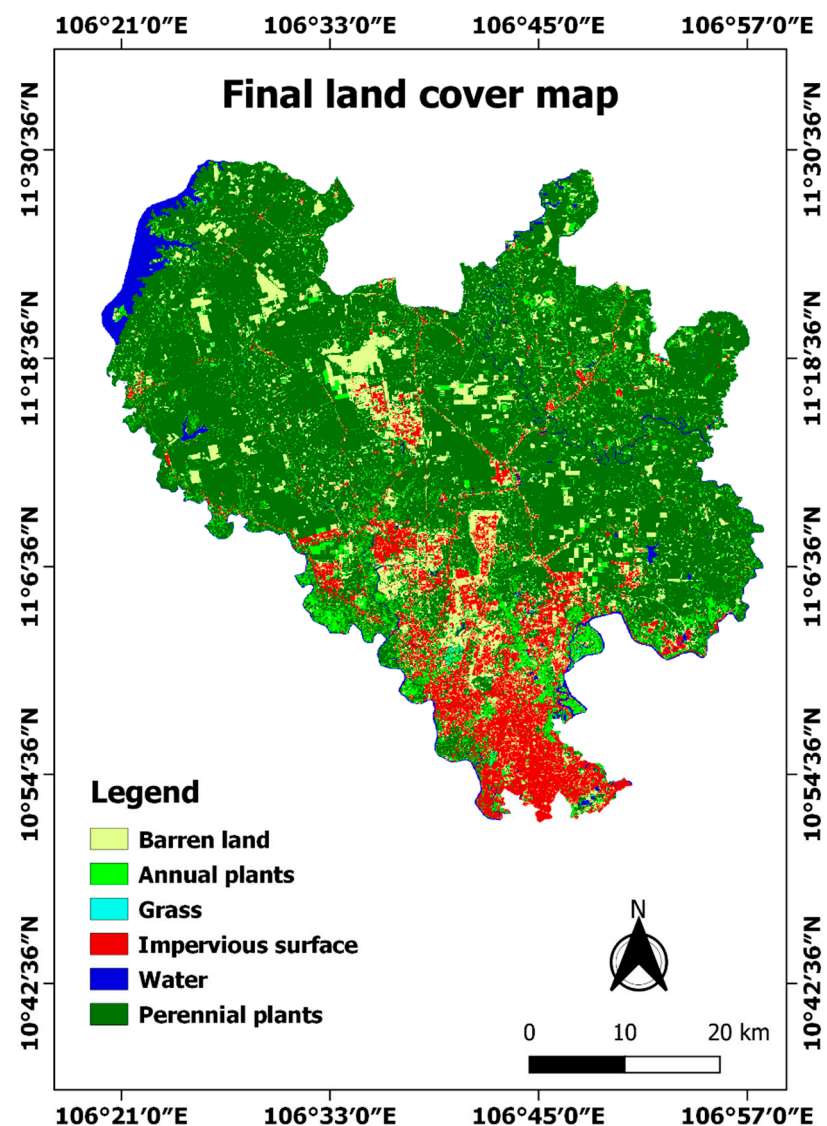 106°21′0″E 106°33′0″E 106°45′0″E 106°57′0″E
Final land cover map
11°30′36″N 11°30′36″N
11°18′36″N 11°18′36″N
11°6′36″N 11°6′36″N
10°54′36″N 10°54′36″N
Legend
Barren land
Annual plants
Grass
Impervious surface
Water
Perennial plants
N
10°42′36″N 10°42′36″N
0 10 20 km
106°21′0″E 106°33′0″E 106°45′0″E 106°57′0″E